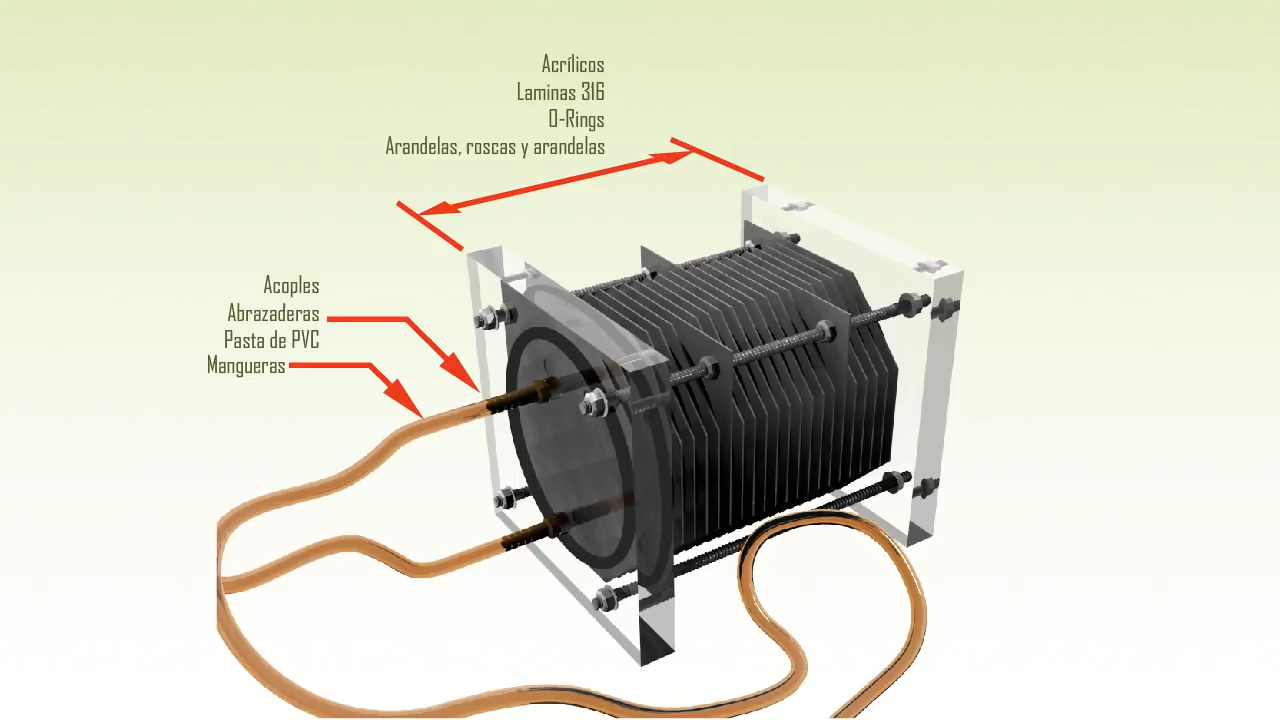 Acrílicos
Laminas 316
O-Rings
Arandelas, roscas y arandelas
Acoples
Abrazaderas
Pasta de PVC
Mangueras